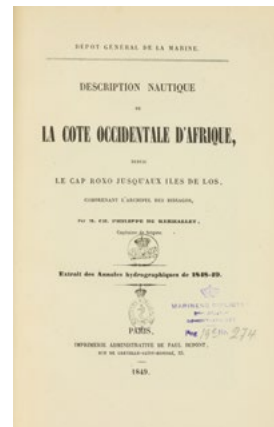 DÉPÔT GÉNÉRAL DE LA MARINE.
DESCRIPTION NAUTIQUE
DE
LA COTE OCCIDENTALE D'AFRIQUE,
DEPUIS
LE CAP ROXO JUSQU'AUX ILES DE LOS,
COMPRENANT L'ARCHIPEL DES BISSAGOS,
PAR M. CH. PHILIPPE DE KERHALLET,
Capitaine de frégate
Extrait des Annales hydrographiques de 1848-49.
PARIS,
IMPRIMERIE ADMINISTRATIVE DE PAUL DUPONT,
RUE DE GRENELLE-SAINT-HONORÉ,
1849.